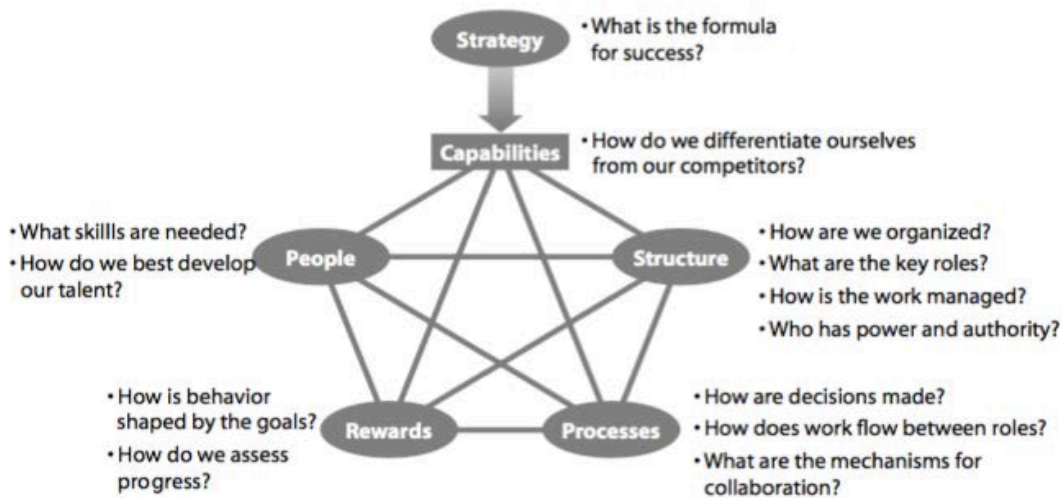 Strategy
• What is the formula
for success?
Capabilities
• How do we differentiate ourselves
from our competitors?
• What skillls are needed?
• How do we best develop
our talent?
People
Structure
• How are we organized?
• What are the key roles?
• How is the work managed?
• Who has power and authority?
• How is behavior
shaped by the goals?
• How do we assess
progress?
Rewards
Processes
• How are decisions made?
• How does work flow between roles?
• What are the mechanisms for
collaboration?